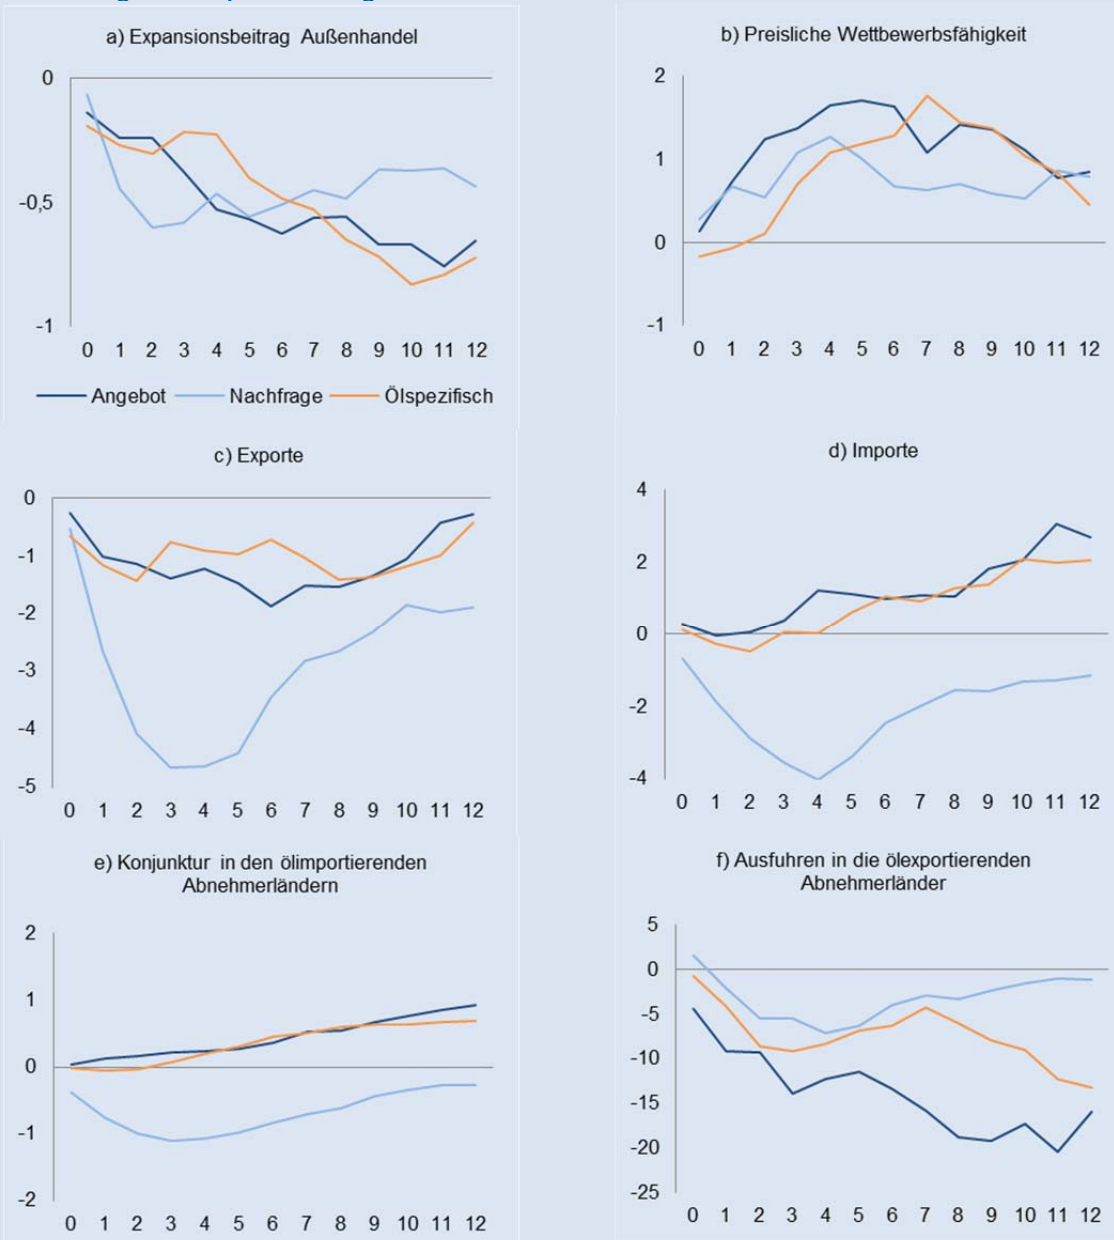 a) Expansionsbeitrag Außenhandel
0
-0,5
-1
0 1 2 3 4 5 6 7 8 9 10 11 12
Angebot Nachfrage Ölspezifisch
b) Preisliche Wettbewerbsfähigkeit
2
1
0
-1
0 1 2 3 4 5 6 7 8 9 10 11 12
c) Exporte
0
-1
-2
-3
-4
-5
0 1 2 3 4 5 6 7 8 9 10 11 12
d) Importe
4
2
0
-2
-4
0 1 2 3 4 5 6 7 8 9 10 11 12
e) Konjunktur in den ölimportierenden
Abnehmerländern
2
1
0
-1
-2
0 1 2 3 4 5 6 7 8 9 10 11 12
f) Ausfuhren in die ölexportierenden
Abnehmerländer
5
0
-5
-10
-15
-20
-25
0 1 2 3 4 5 6 7 8 9 10 11 12